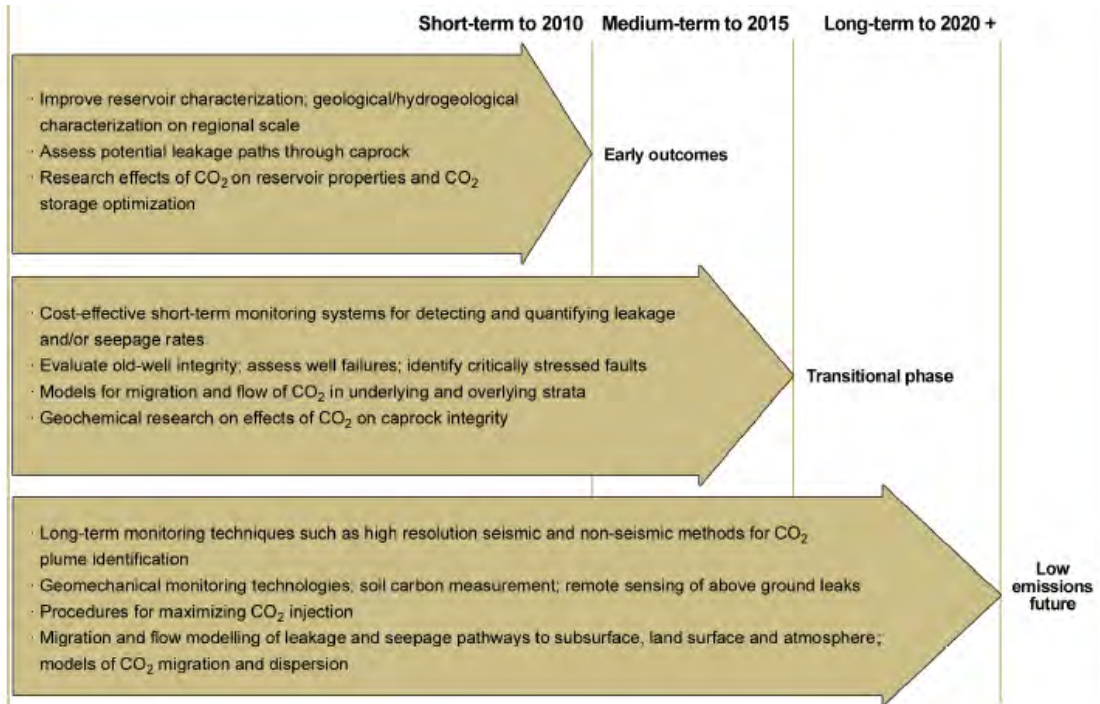 Short-term to 2010 Medium-term to 2015 Long-term to 2020 +
· Improve reservoir characterization; geological/hydrogeological
characterization on regional scale
· Assess potential leakage paths through caprock
· Research effects of CO₂ on reservoir properties and CO₂
storage optimization
Early outcomes
· Cost-effective short-term monitoring systems for detecting and quantifying leakage
and/or seepage rates
· Evaluate old-well integrity; assess well failures; identify critically stressed faults
· Models for migration and flow of CO₂ in underlying and overlying strata
· Geochemical research on effects of CO₂ on caprock integrity
Transitional phase
· Long-term monitoring techniques such as high resolution seismic and non-seismic methods for CO₂
plume identification
· Geomechanical monitoring technologies; soil carbon measurement; remote sensing of above ground leaks
· Procedures for maximizing CO₂ injection
· Migration and flow modelling of leakage and seepage pathways to subsurface, land surface and atmosphere;
models of CO₂ migration and dispersion
Low
emissions
future